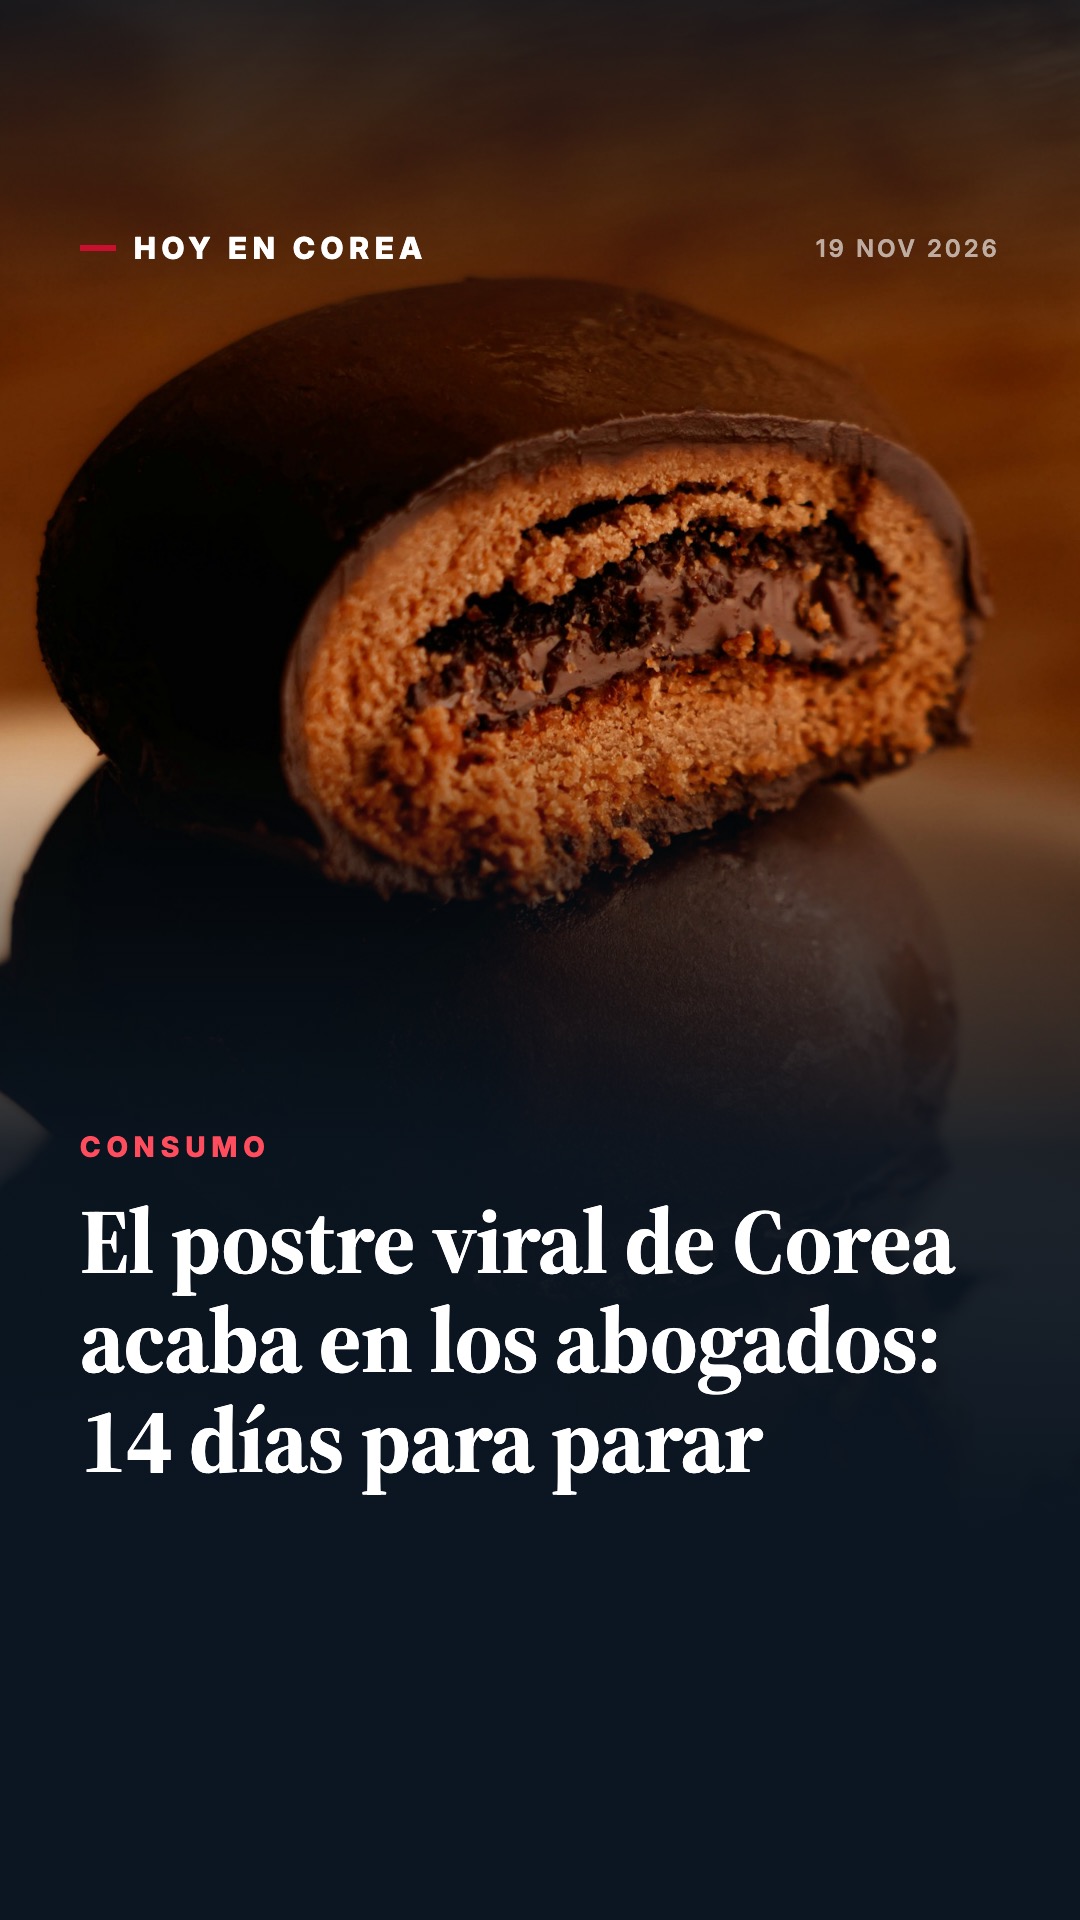 HOY EN COREA
19 NOV 2026
CONSUMO
El postre viral de Corea
acaba en los abogados:
14 días para parar